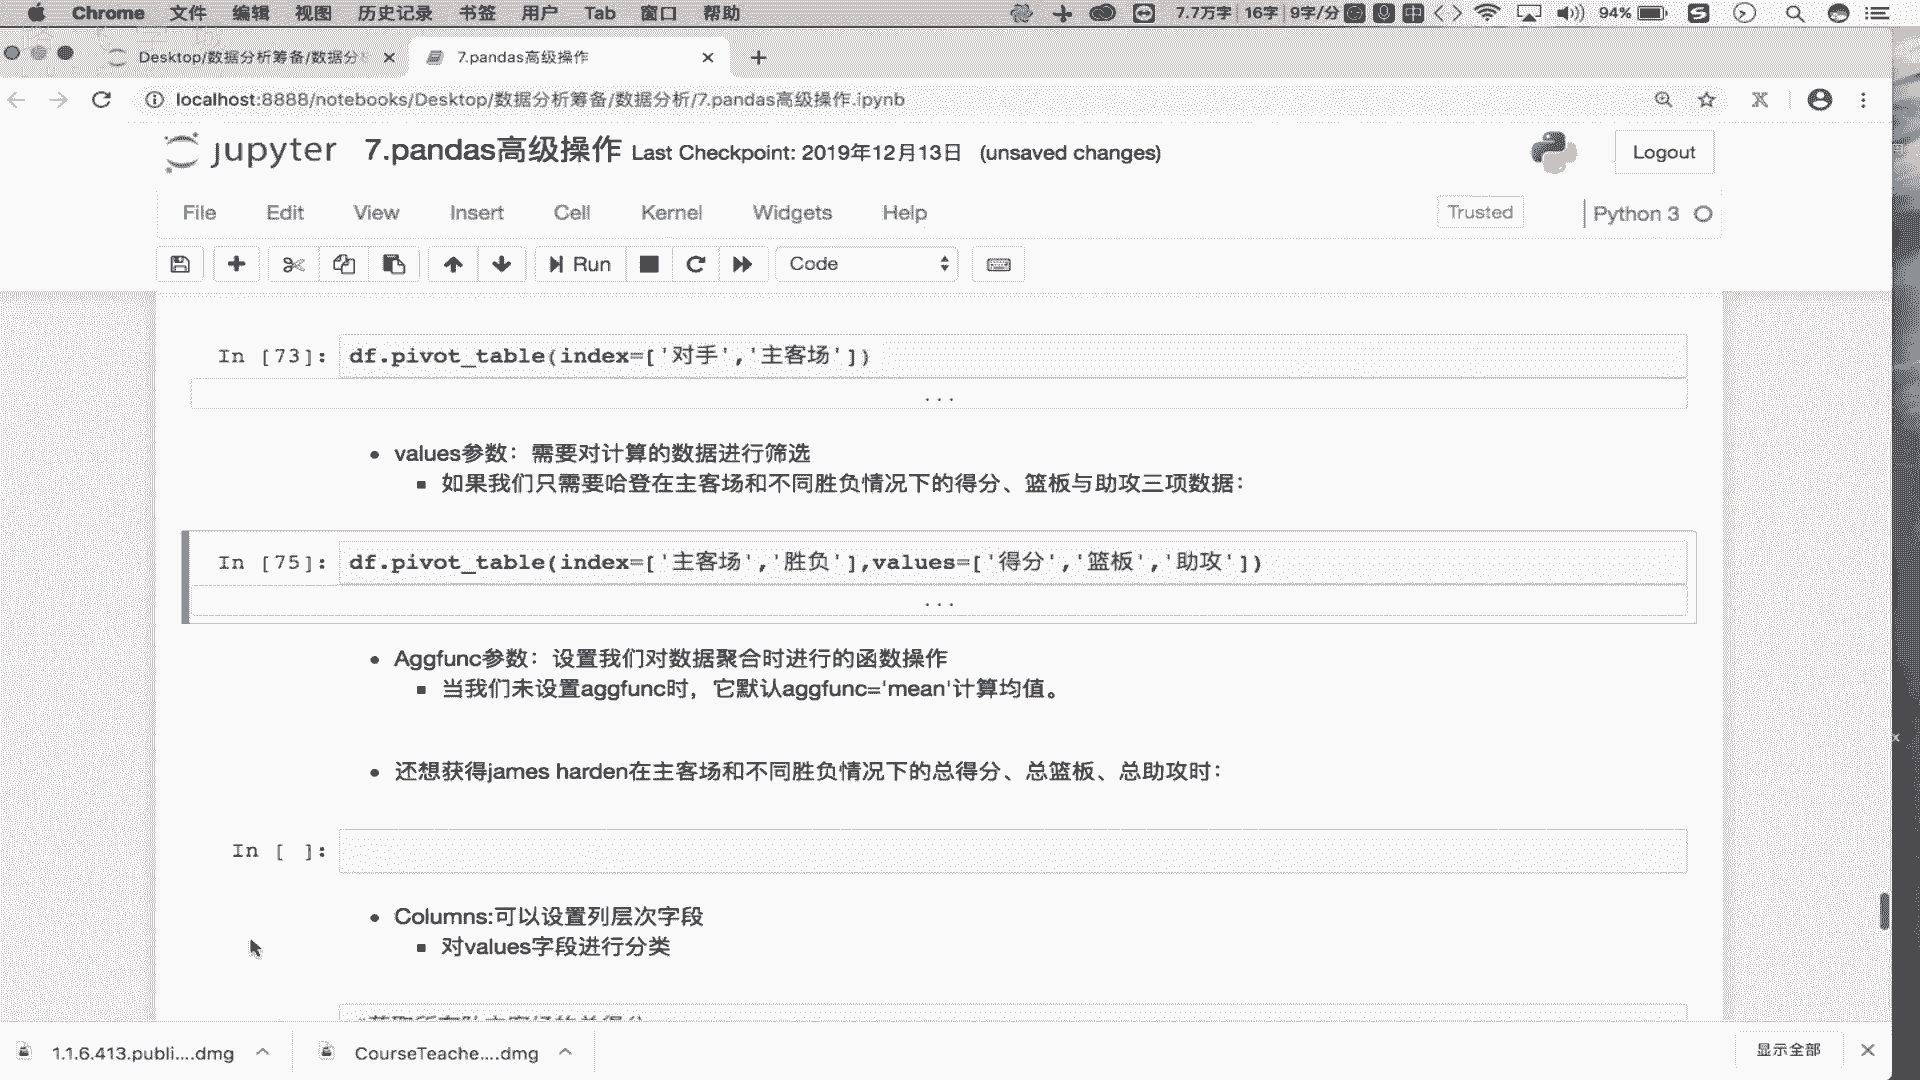 Chrome 文件 编辑 视图 历史记录 书签 用户 Tab 窗口 帮助 7.7万字 16字 9字/分 中 94%
Desktop/数据分析筹备/数据分 7.pandas高级操作
localhost:8888/notebooks/Desktop/数据分析筹备/数据分析/7.pandas高级操作.ipynb
jupyter 7.pandas高级操作 Last Checkpoint: 2019年12月13日 (unsaved changes) Logout
File Edit View Insert Cell Kernel Widgets Help Trusted Python 3
Run Code
In [73]: df.pivot_table(index=['对手','主客场'])
...
values参数：需要对计算的数据进行筛选
如果我们只需要哈登在主客场和不同胜负情况下的得分、篮板与助攻三项数据：
In [75]: df.pivot_table(index=['主客场','胜负'],values=['得分','篮板','助攻'])
...
Aggfunc参数：设置我们对数据聚合时进行的函数操作
当我们未设置aggfunc时，它默认aggfunc='mean'计算均值。
还想获得james harden在主客场和不同胜负情况下的总得分、总篮板、总助攻时：
In [ ]:
Columns:可以设置列层次字段
对values字段进行分类
1.1.6.413.publi....dmg CourseTeache....dmg 显示全部